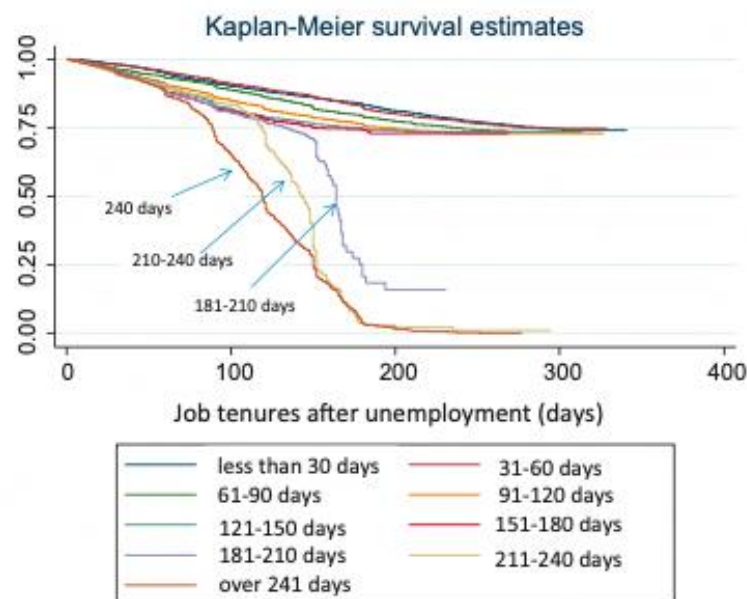 Kaplan-Meier survival estimates
1.00
0.75
0.50
0.25
0.00
240 days
210-240 days
181-210 days
0 100 200 300 400
Job tenures after unemployment (days)
less than 30 days 31-60 days
61-90 days 91-120 days
121-150 days 151-180 days
181-210 days 211-240 days
over 241 days